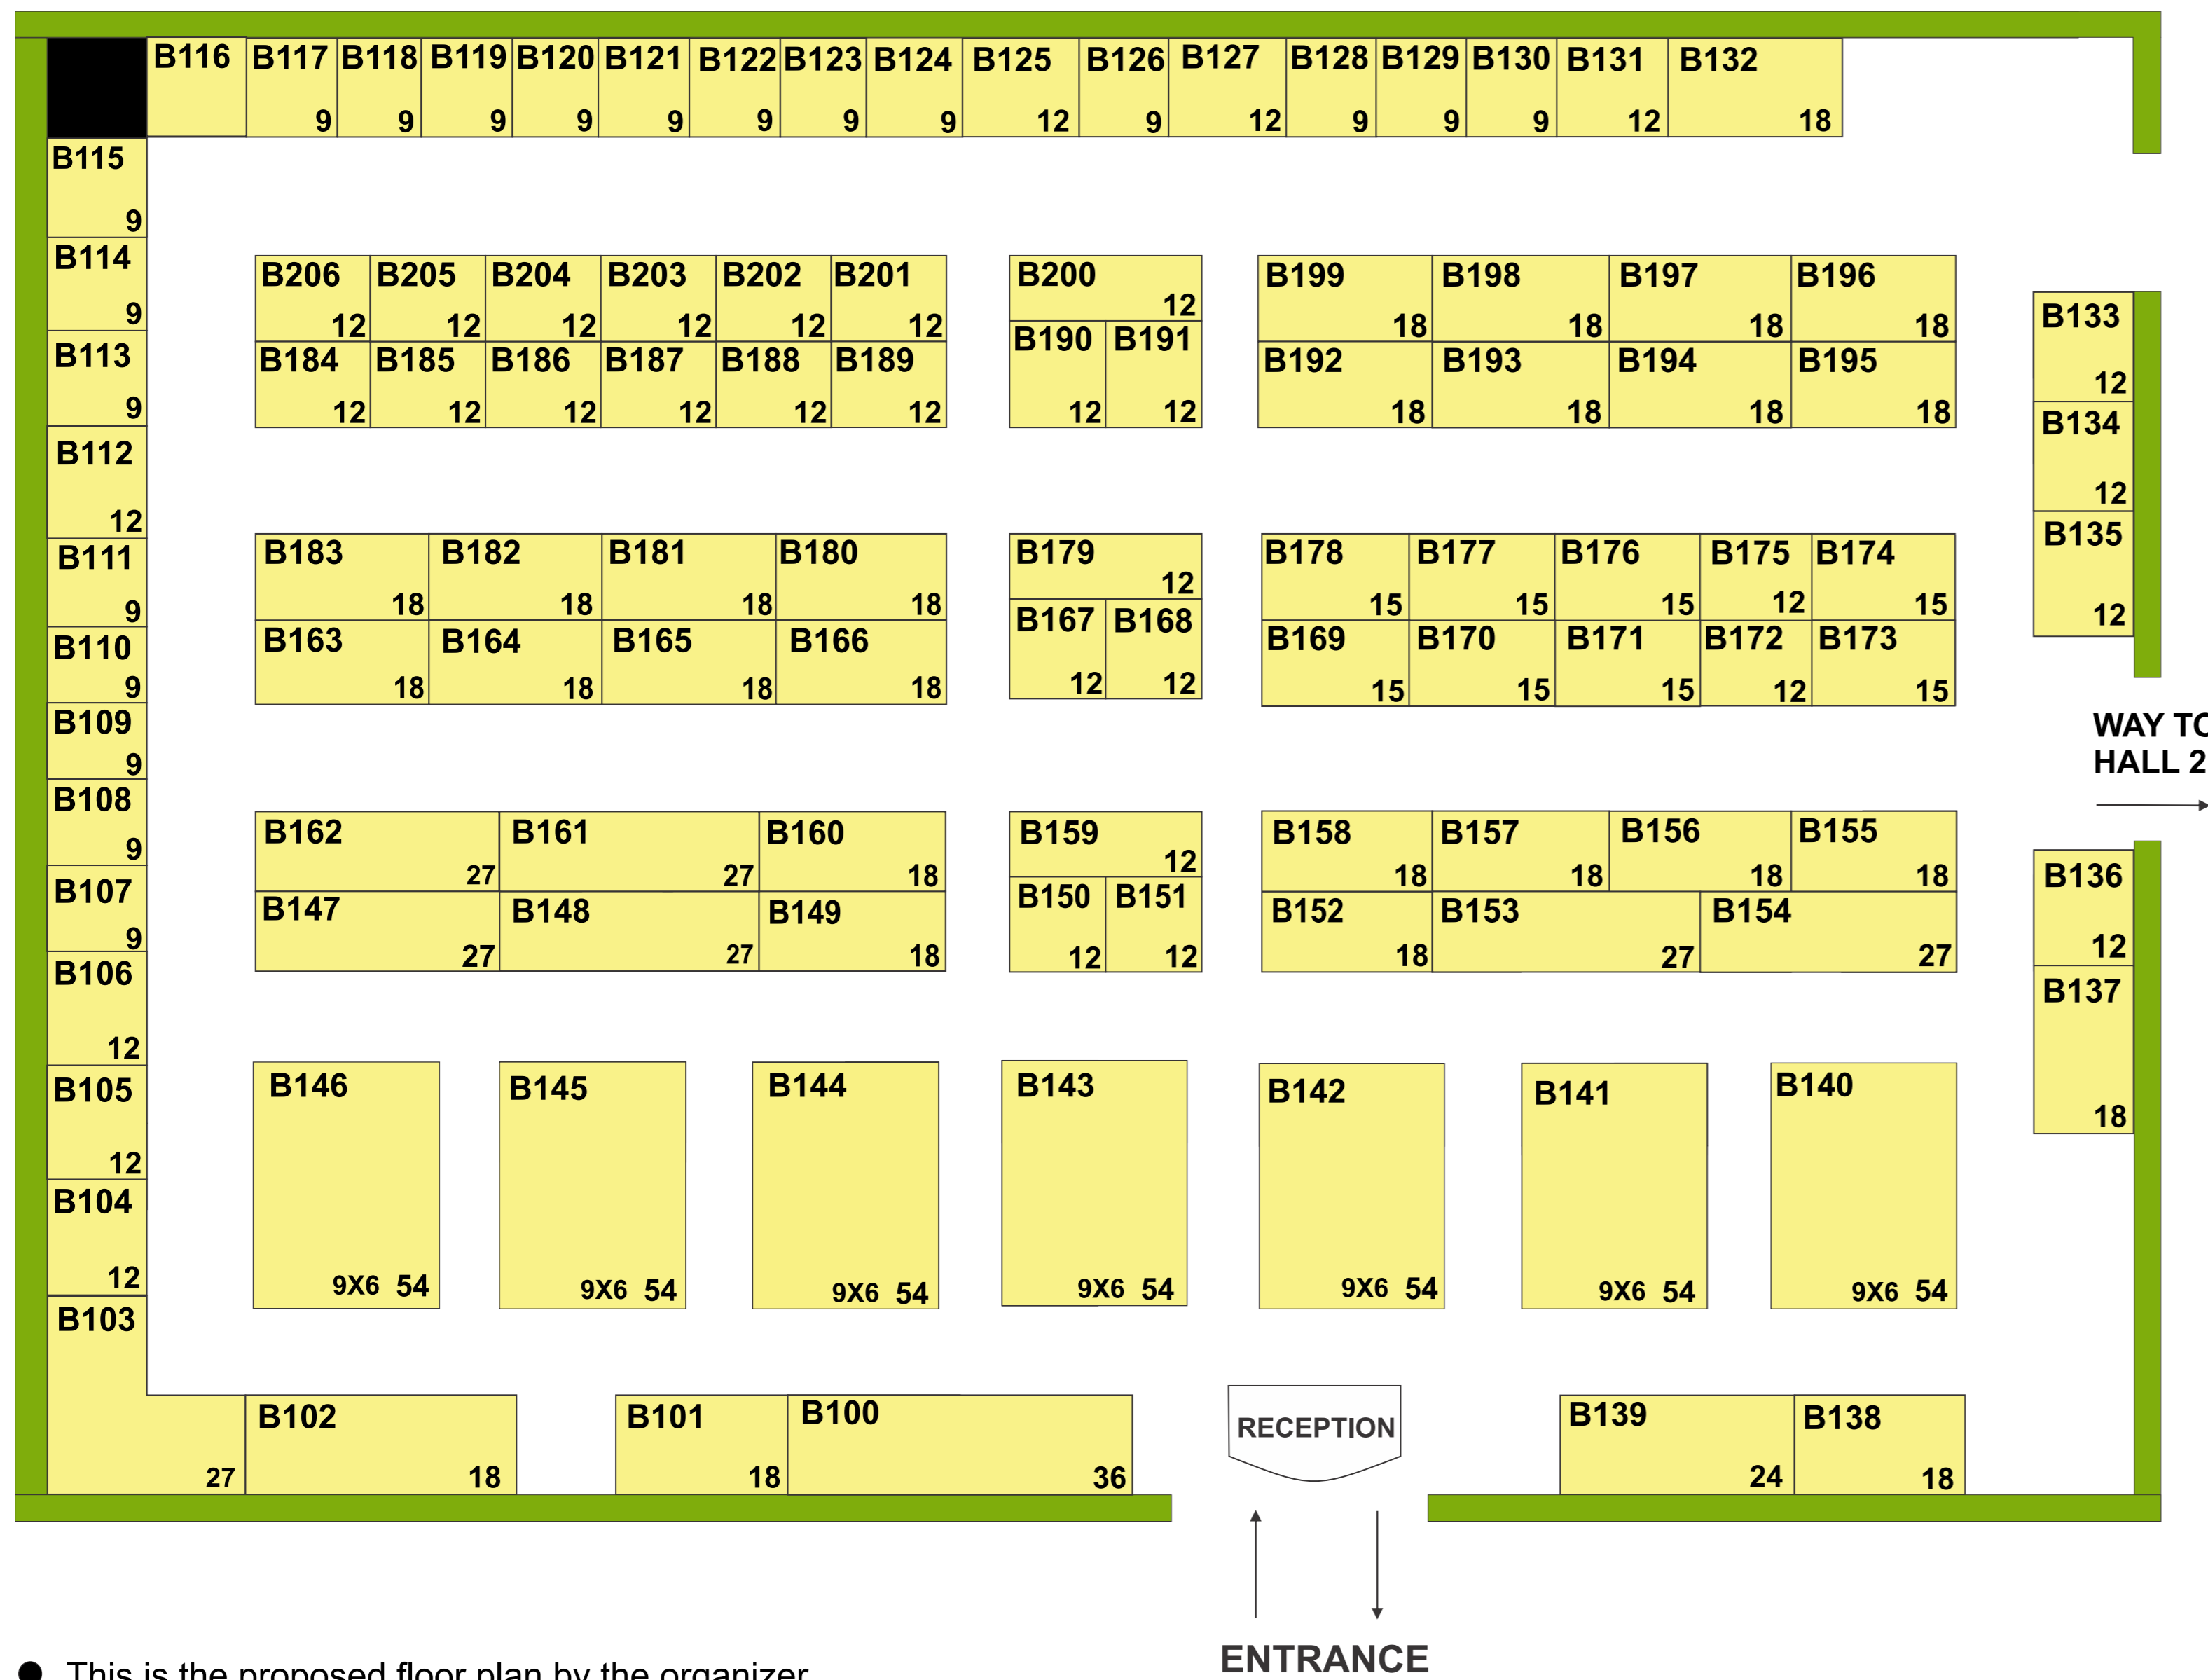 B116 B117 B118 B119 B120 B121 B122 B123 B124 B125 B126 B127 B128 B129 B130 B131 B132
9 9 9 9 9 9 9 9 12 9 12 9 9 9 12 18
B115
9
B114
9
B113
9
B112
12
B111
9
B110
9
B109
9
B108
9
B107
9
B106
12
B105
12
B104
12
B103
27
B206 B205 B204 B203 B202 B201
12 12 12 12 12 12
B184 B185 B186 B187 B188 B189
12 12 12 12 12 12
B200
12
B190 B191
12 12
B199 B198 B197 B196
18 18 18 18
B192 B193 B194 B195
18 18 18 18
B133
12
B134
12
B135
12
B183 B182 B181 B180
18 18 18 18
B163 B164 B165 B166
18 18 18 18
B179
12
B167 B168
12 12
B178 B177 B176 B175 B174
15 15 15 12 15
B169 B170 B171 B172 B173
15 15 15 12 15
WAY TO
HALL 2
B162 B161 B160
27 27 18
B147 B148 B149
27 27 18
B159
12
B150 B151
12 12
B158 B157 B156 B155
18 18 18 18
B152 B153 B154
18 27 27
B136
12
B137
18
B146 B145 B144 B143 B142 B141 B140
9X6 54 9X6 54 9X6 54 9X6 54 9X6 54 9X6 54 9X6 54
B102 B101 B100
18 18 36
RECEPTION
B139 B138
24 18
ENTRANCE
● This is the proposed floor plan by the organizer